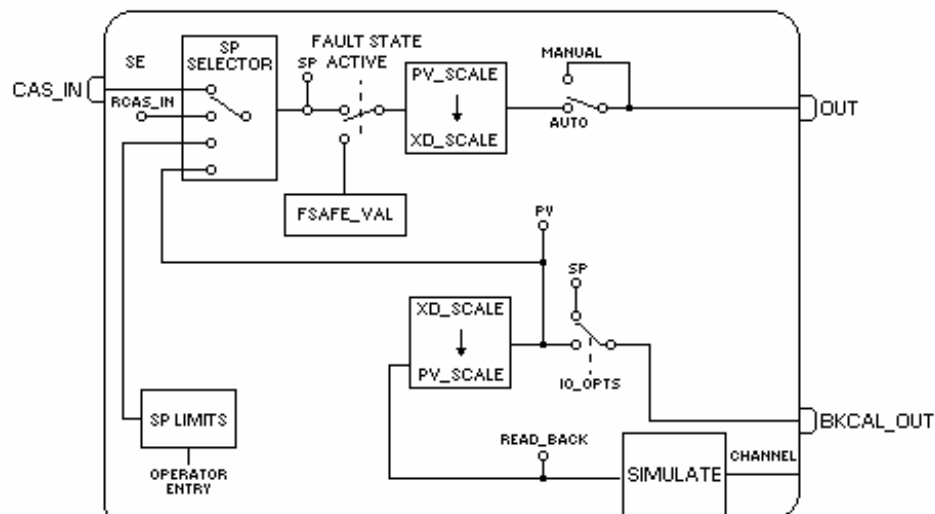 CAS_IN
SE
RCAS_IN
SP
SELECTOR
SP
FAULT STATE
ACTIVE
PV_SCALE
XD_SCALE
MANUAL
AUTO
OUT
FSAFE_VAL
PV
SP
XD_SCALE
PV_SCALE
IO_OPTS
SP LIMITS
OPERATOR
ENTRY
READ_BACK
SIMULATE
CHANNEL
BKCAL_OUT